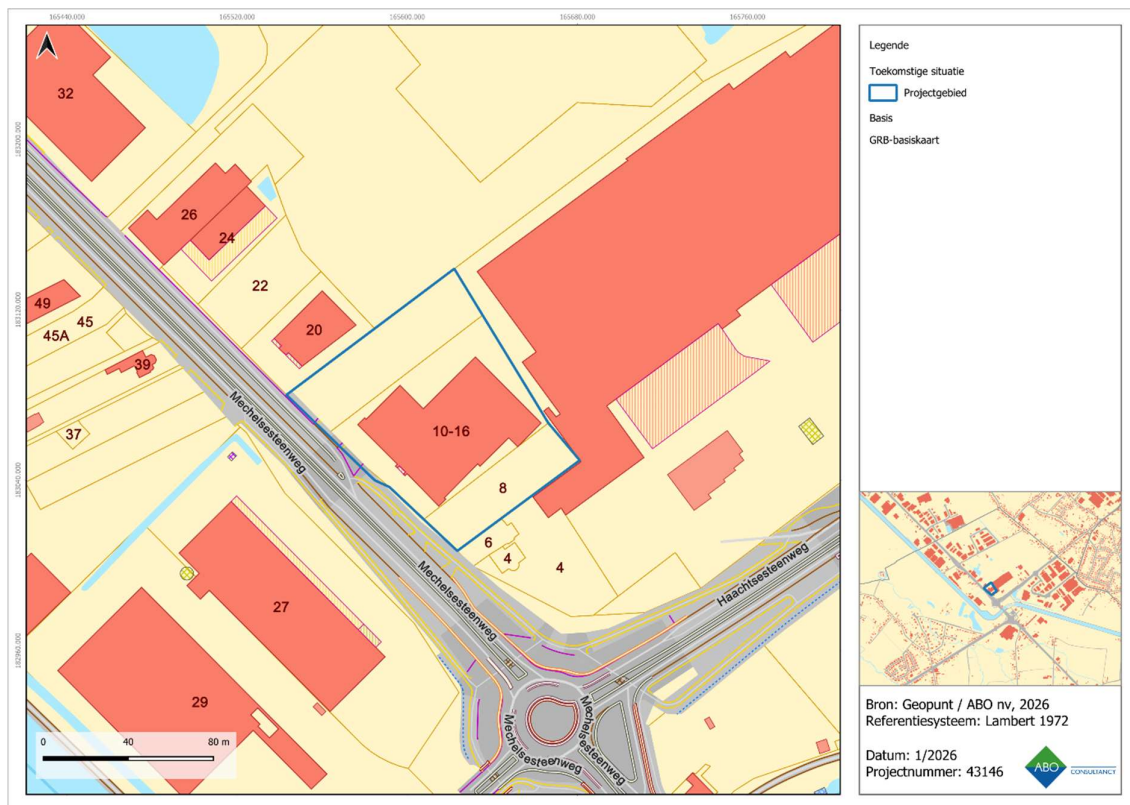 165440.000
165520.000
165600.000
165680.000
165760.000
183200.000
183120.000
183040.000
182960.000
32
26
24
22
20
49
45
45A
39
37
10-16
8
6
4
4
27
29
Mechelsesteenweg
Mechelsesteenweg
Haachtsesteenweg
Mechelsesteenweg
Mechelsesteenweg
0 40 80 m
Legende
Toekomstige situatie
Projectgebied
Basis
GRB-basiskaart
Bron: Geopunt / ABO nv, 2026
Referentiesysteem: Lambert 1972
Datum: 1/2026
Projectnummer: 43146
ABO
CONSULTANCY